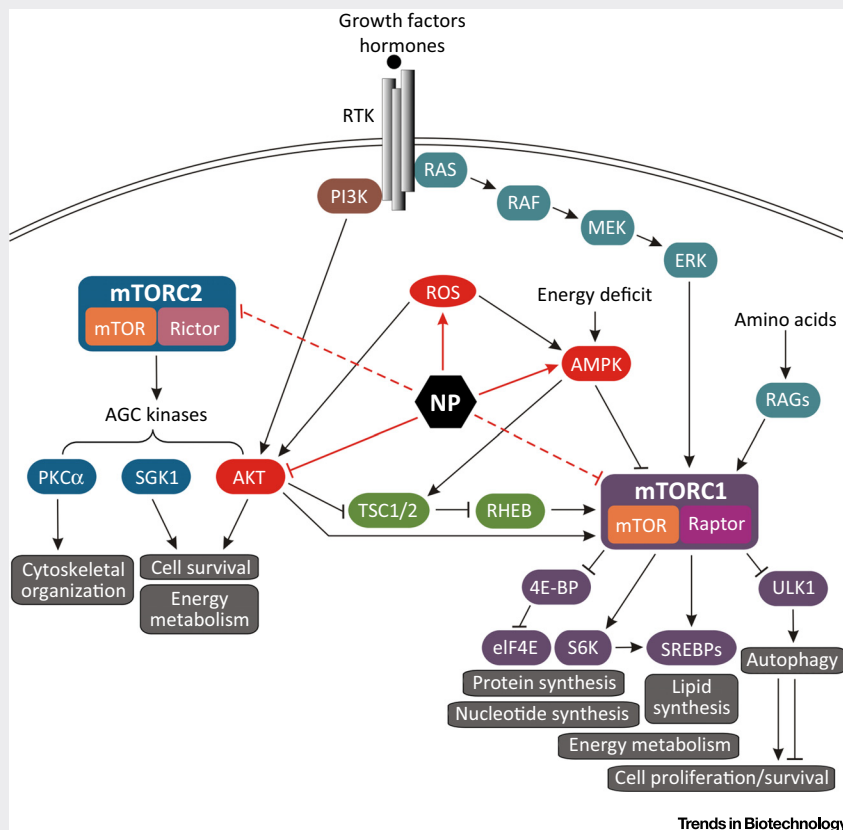 Growth factors
hormones
RTK
RAS
PI3K
RAF
MEK
ERK
mTORC2
mTOR
Rictor
ROS
Energy deficit
Amino acids
AMPK
NP
RAGs
AGC kinases
PKCα
SGK1
AKT
TSC1/2
RHEB
mTORC1
mTOR
Raptor
Cytoskeletal
organization
Cell survival
Energy
metabolism
4E-BP
ULK1
eIF4E
S6K
SREBPs
Autophagy
Protein synthesis
Nucleotide synthesis
Lipid
synthesis
Energy metabolism
Cell proliferation/survival
Trends in Biotechnology